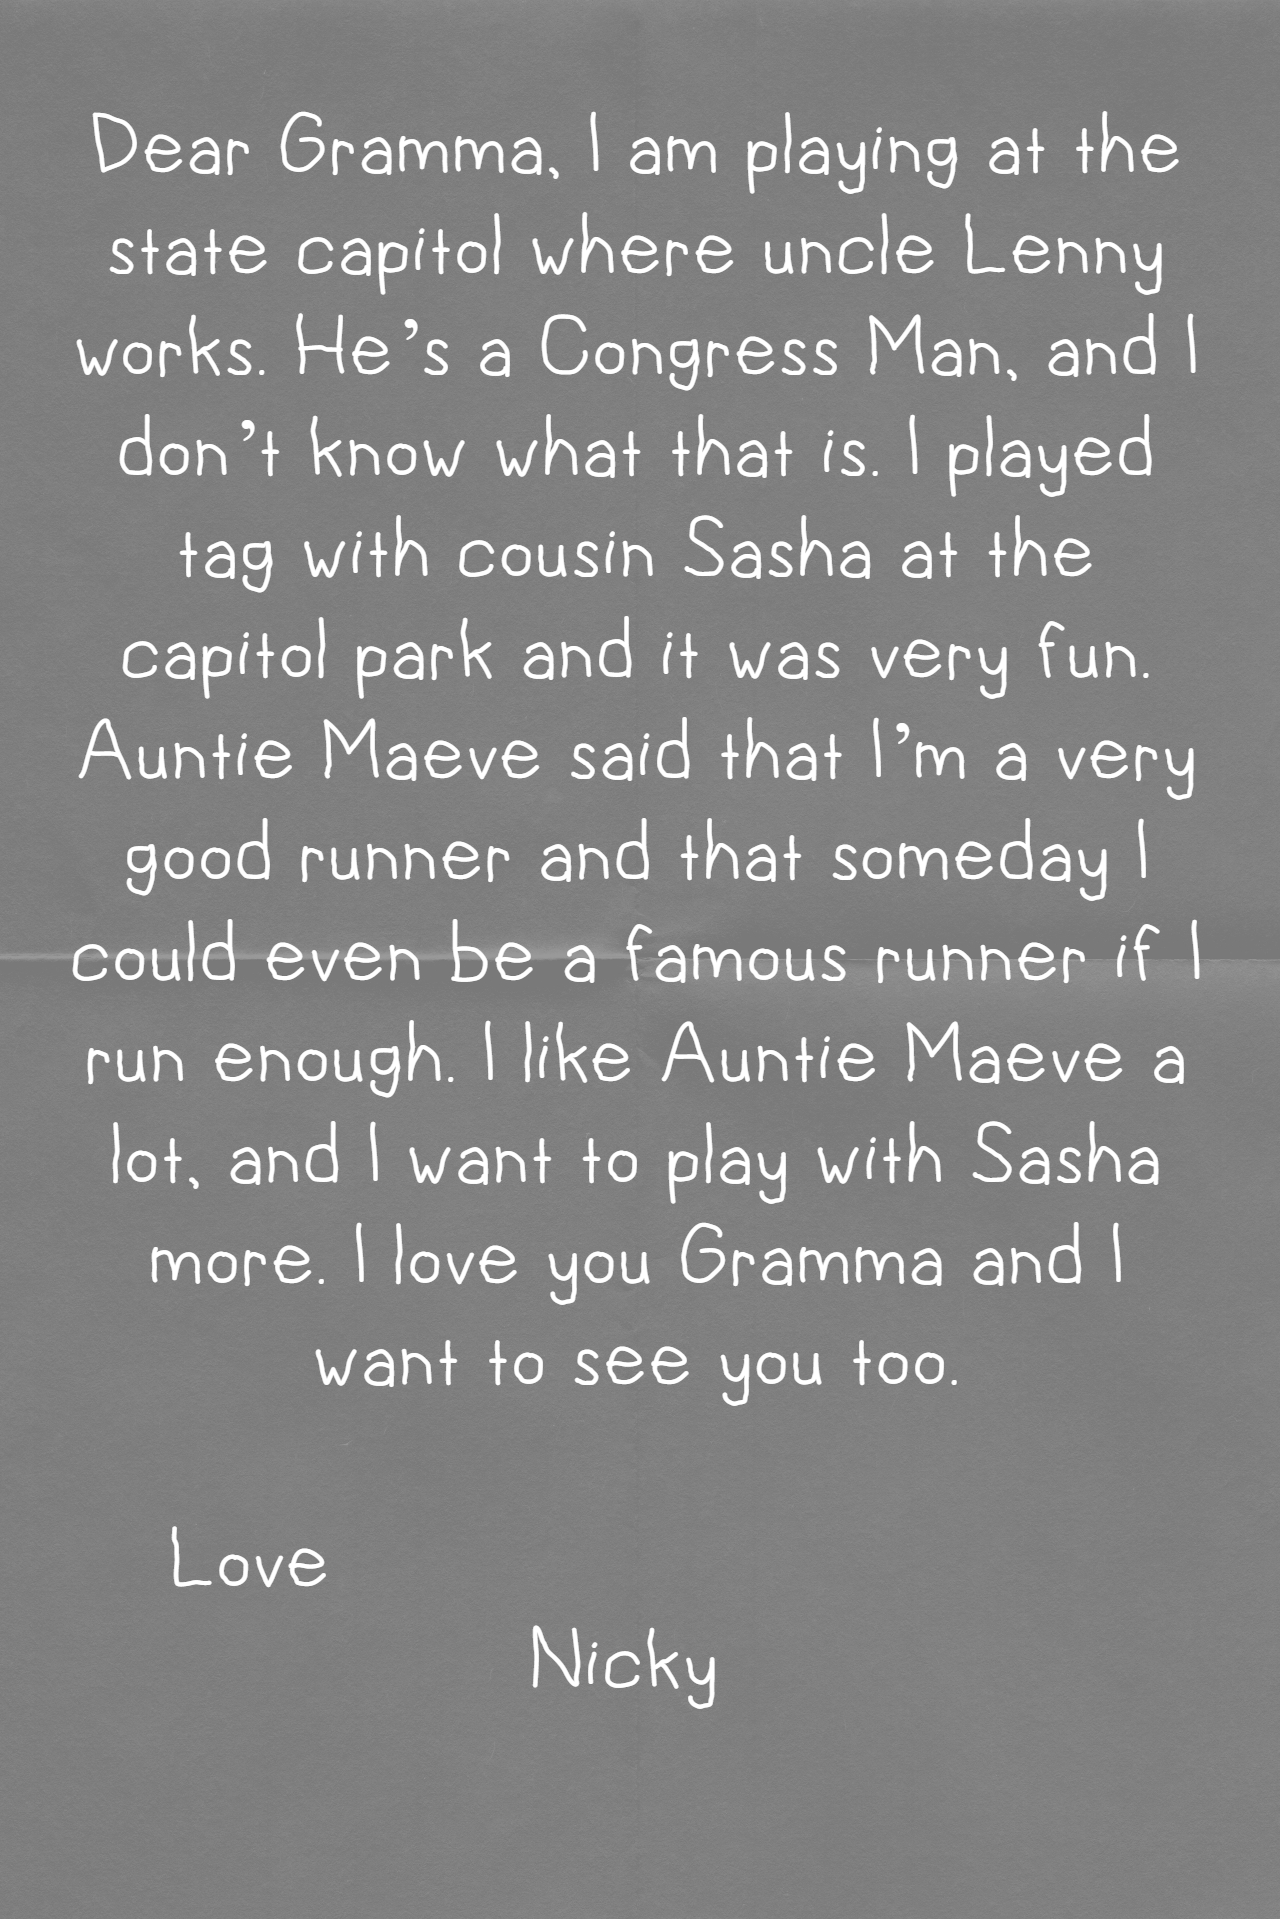 Dear Gramma, I am playing at the
state capitol where uncle Lenny
works. He’s a Congress Man, and I
don’t know what that is. I played
tag with cousin Sasha at the
capitol park and it was very fun.
Auntie Maeve said that I’m a very
good runner and that someday I
could even be a famous runner if I
run enough. I like Auntie Maeve a
lot, and I want to play with Sasha
more. I love you Gramma and I
want to see you too.
Love
Nicky